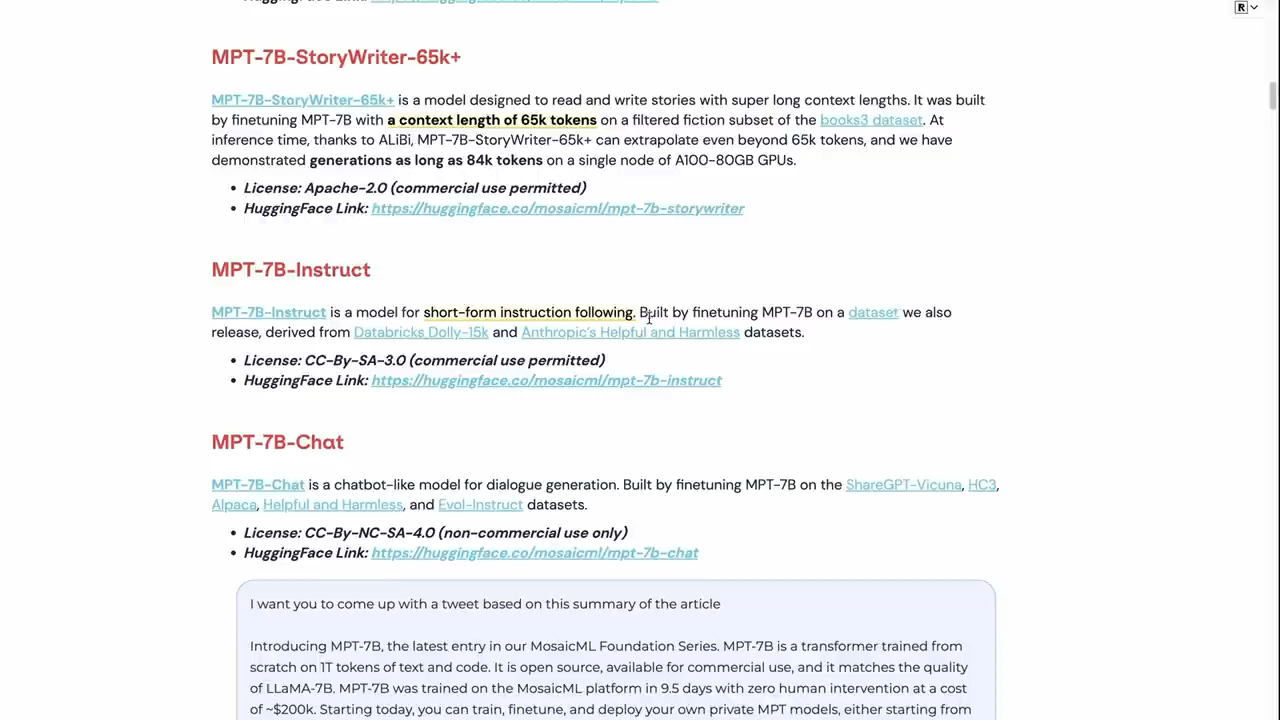 MPT-7B-StoryWriter-65k+
MPT-7B-StoryWriter-65k+ is a model designed to read and write stories with super long context lengths. It was built
by finetuning MPT-7B with a context length of 65k tokens on a filtered fiction subset of the books3 dataset. At
inference time, thanks to ALiBi, MPT-7B-StoryWriter-65k+ can extrapolate even beyond 65k tokens, and we have
demonstrated generations as long as 84k tokens on a single node of A100-80GB GPUs.
• License: Apache-2.0 (commercial use permitted)
• HuggingFace Link: https://huggingface.co/mosaicml/mpt-7b-storywriter
MPT-7B-Instruct
MPT-7B-Instruct is a model for short-form instruction following. Built by finetuning MPT-7B on a dataset we also
release, derived from Databricks Dolly-15k and Anthropic's Helpful and Harmless datasets.
• License: CC-By-SA-3.0 (commercial use permitted)
• HuggingFace Link: https://huggingface.co/mosaicml/mpt-7b-instruct
MPT-7B-Chat
MPT-7B-Chat is a chatbot-like model for dialogue generation. Built by finetuning MPT-7B on the ShareGPT-Vicuna, HC3,
Alpaca, Helpful and Harmless, and Evol-Instruct datasets.
• License: CC-By-NC-SA-4.0 (non-commercial use only)
• HuggingFace Link: https://huggingface.co/mosaicml/mpt-7b-chat
I want you to come up with a tweet based on this summary of the article
Introducing MPT-7B, the latest entry in our MosaicML Foundation Series. MPT-7B is a transformer trained from
scratch on 1T tokens of text and code. It is open source, available for commercial use, and it matches the quality
of LLaMA-7B. MPT-7B was trained on the MosaicML platform in 9.5 days with zero human intervention at a cost
of ~$200k. Starting today, you can train, finetune, and deploy your own private MPT models, either starting from
R